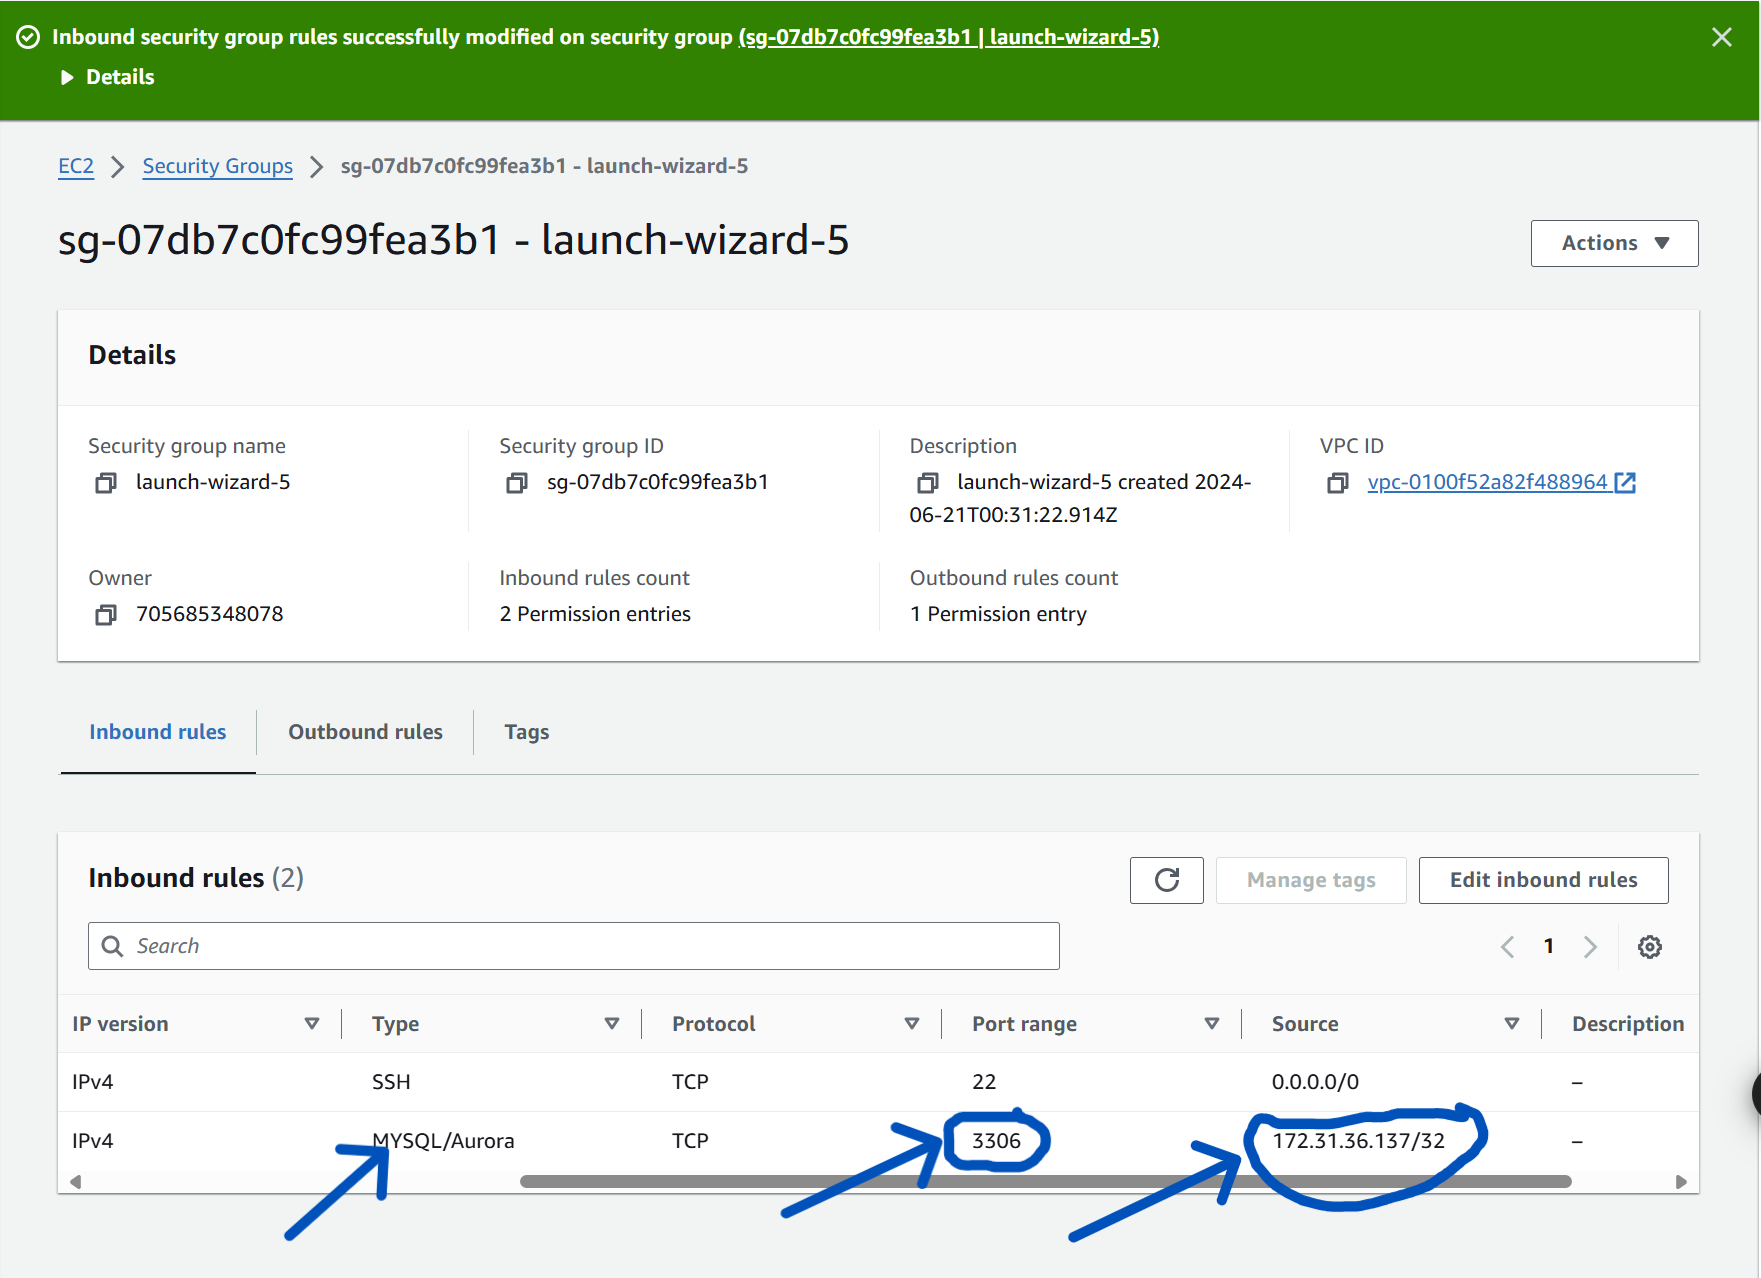 Inbound security group rules successfully modified on security group (sg-07db7c0fc99fea3b1 | launch-wizard-5)
Details
EC2 Security Groups sg-07db7c0fc99fea3b1 - launch-wizard-5
sg-07db7c0fc99fea3b1 - launch-wizard-5
Actions
Details
Security group name Security group ID Description VPC ID
launch-wizard-5 sg-07db7c0fc99fea3b1 launch-wizard-5 created 2024- vpc-0100f52a82f488964
06-21T00:31:22.914Z
Owner Inbound rules count Outbound rules count
705685348078 2 Permission entries 1 Permission entry
Inbound rules Outbound rules Tags
Inbound rules (2) Manage tags Edit inbound rules
Search 1
IP version Type Protocol Port range Source Description
IPv4 SSH TCP 22 0.0.0.0/0 –
IPv4 MYSQL/Aurora TCP 3306 172.31.36.137/32 –